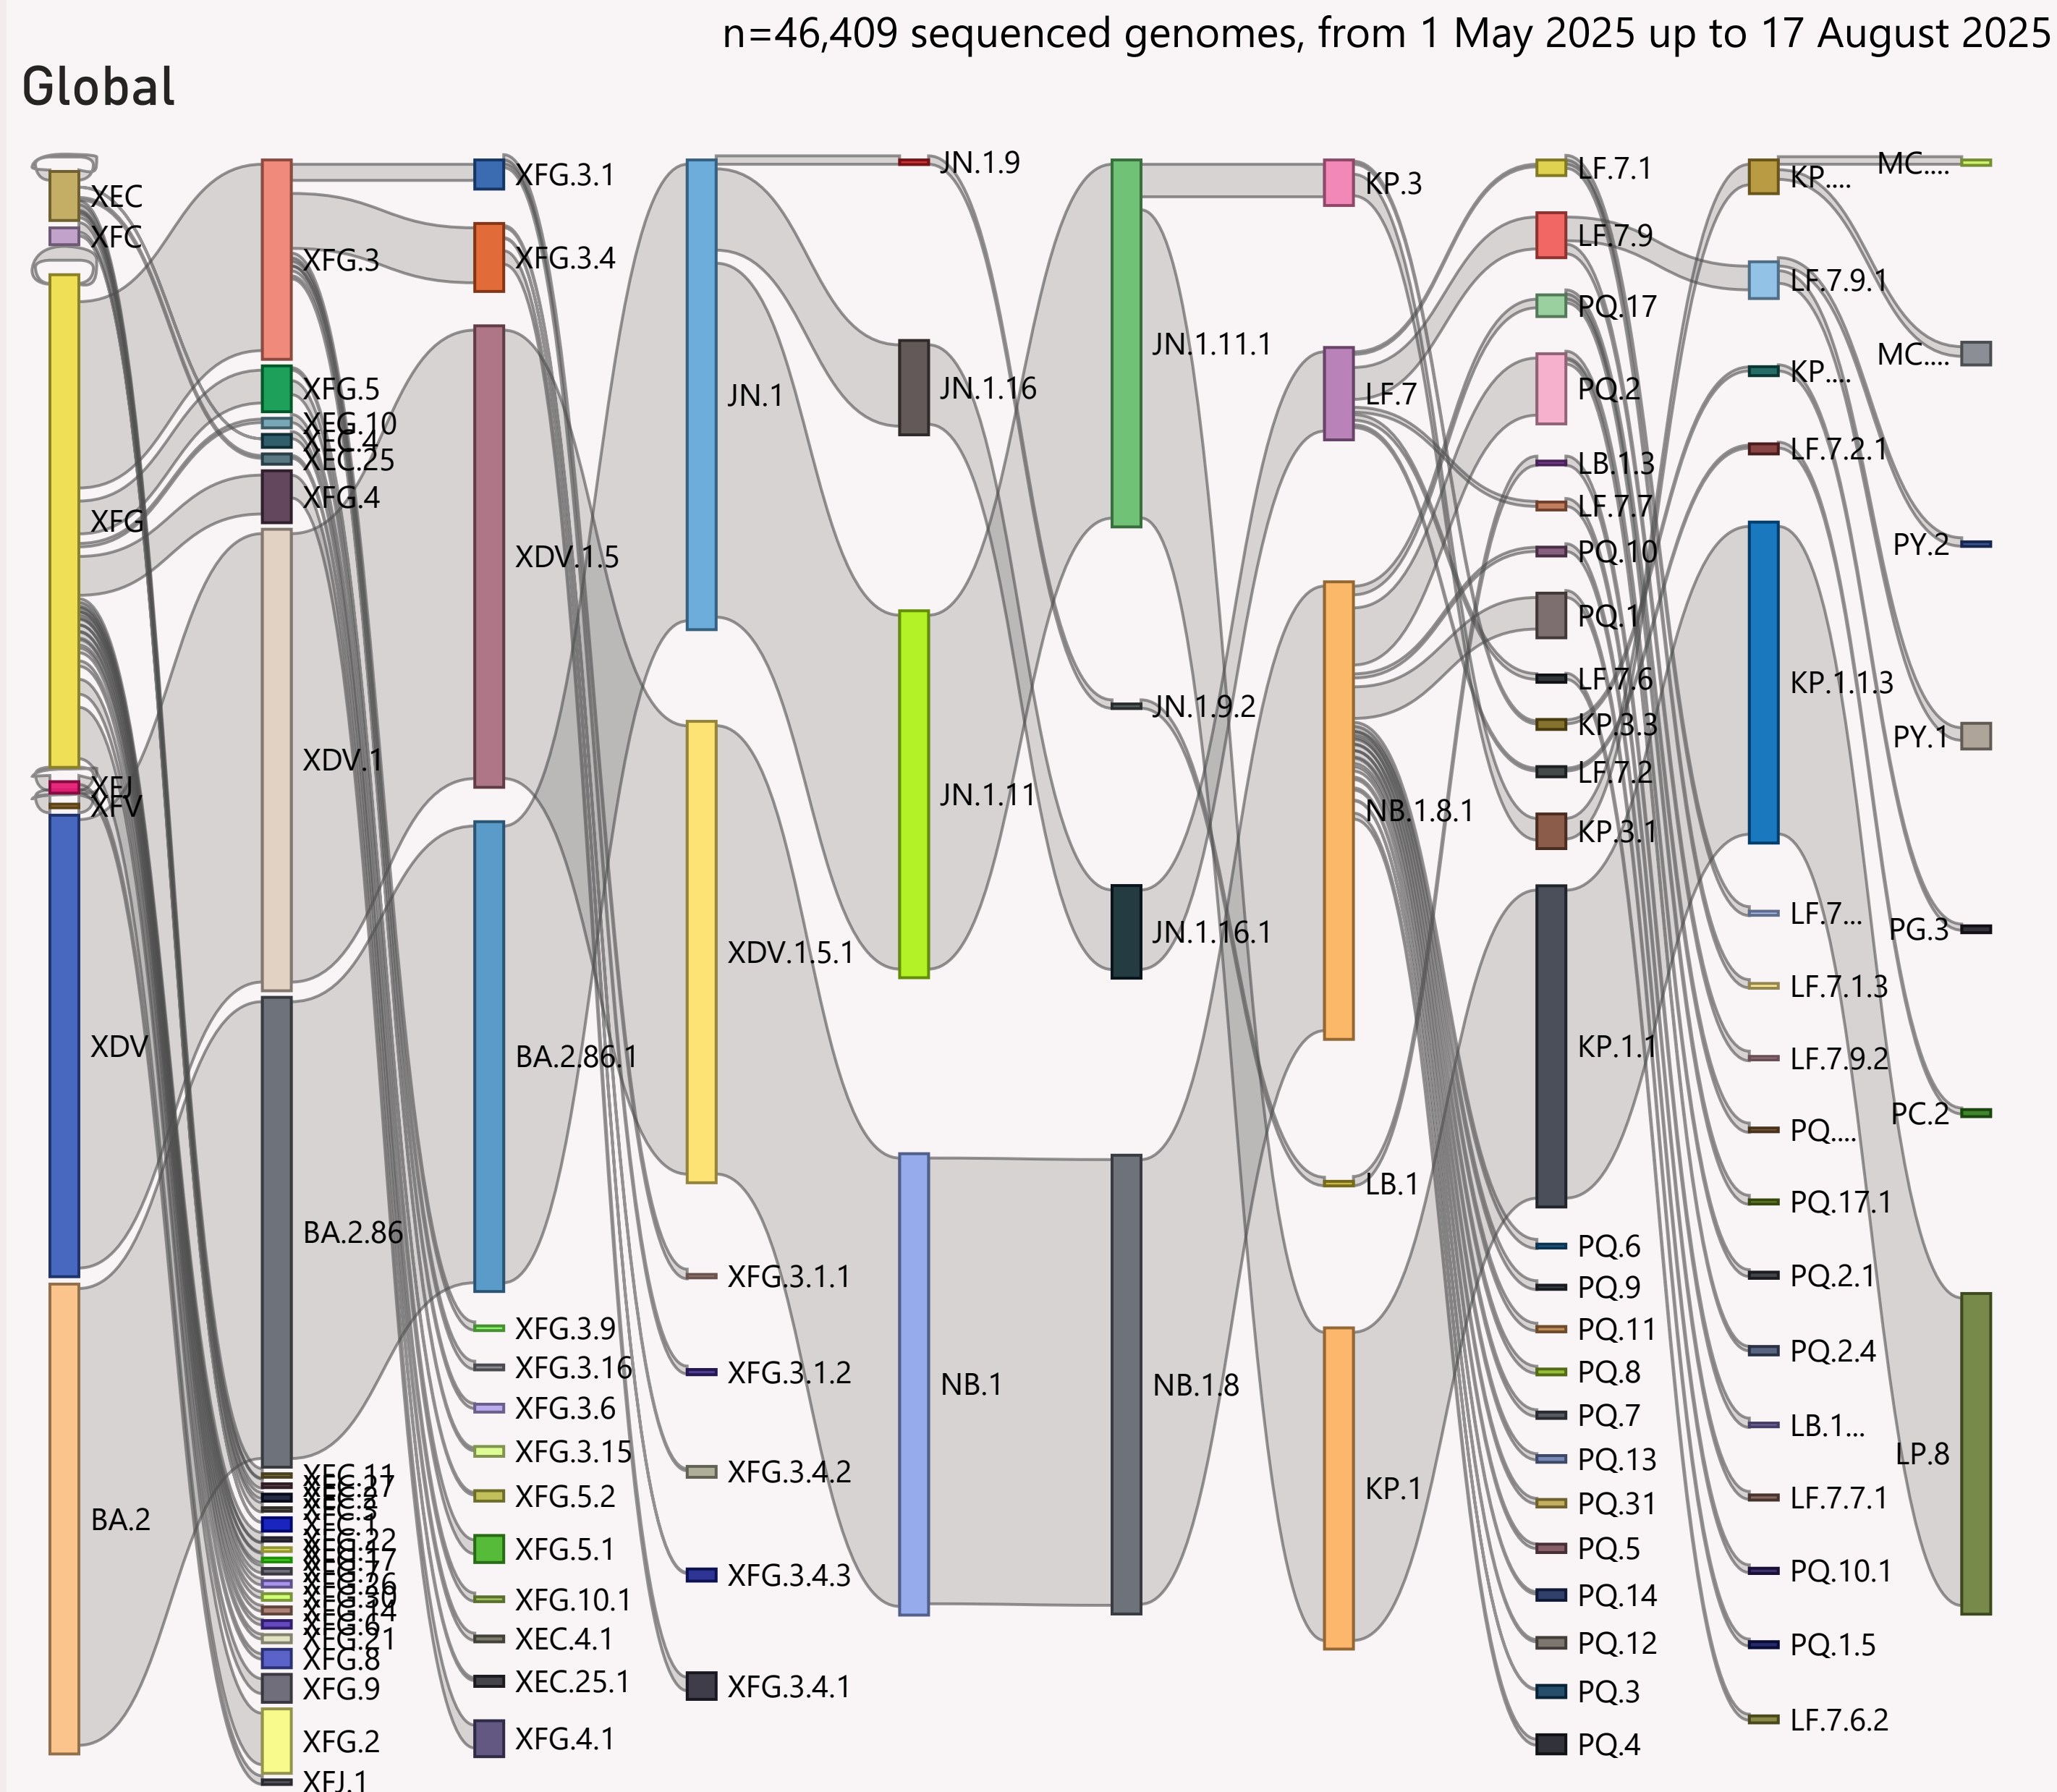 n=46,409 sequenced genomes, from 1 May 2025 up to 17 August 2025
Global
XEC
XFC
XFG
XFJ
XFV
XDV
BA.2
XFG.3
XFG.5
XFG.10
XEC.4
XEC.25
XFG.4
XDV.1
BA.2.86
XEC.11
XFG.22
XFG.17
XFG.7
XFG.14
XFG.6
XFG.21
XFG.8
XFG.9
XFG.2
XFJ.1
XFG.3.1
XFG.3.4
XDV.1.5
BA.2.86.1
XFG.3.9
XFG.3.16
XFG.3.6
XFG.3.15
XFG.5.2
XFG.5.1
XFG.10.1
XEC.4.1
XEC.25.1
XFG.4.1
JN.1
XDV.1.5.1
XFG.3.1.1
XFG.3.1.2
XFG.3.4.2
XFG.3.4.3
XFG.3.4.1
JN.1.9
JN.1.16
JN.1.11
NB.1
JN.1.11.1
JN.1.9.2
JN.1.16.1
NB.1.8
KP.3
LF.7
NB.1.8.1
LB.1
KP.1
LF.7.1
LF.7.9
PQ.17
PQ.2
LB.1.3
LF.7.7
PQ.10
PQ.1
LF.7.6
KP.3.3
LF.7.2
KP.3.1
KP.1.1
PQ.6
PQ.9
PQ.11
PQ.8
PQ.7
PQ.13
PQ.31
PQ.5
PQ.14
PQ.12
PQ.3
PQ.4
KP....
LF.7.9.1
KP....
LF.7.2.1
KP.1.1.3
LF.7...
LF.7.1.3
LF.7.9.2
PQ....
PQ.17.1
PQ.2.1
PQ.2.4
LB.1...
LF.7.7.1
PQ.10.1
PQ.1.5
LF.7.6.2
MC....
MC....
PY.2
PY.1
PG.3
PC.2
LP.8